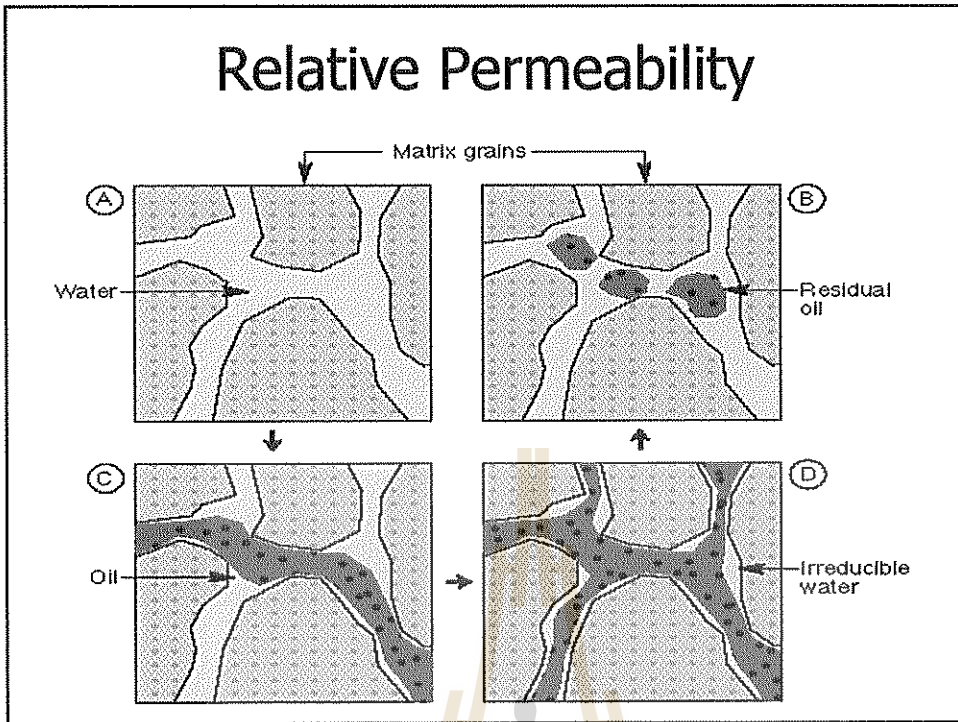 Relative Permeability
Matrix grains
A
B
Water
Residual
oil
C
D
Oil
Irreducible
water